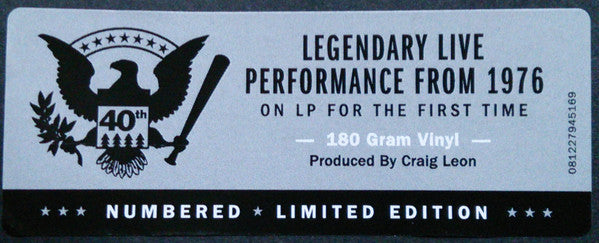 40th
LEGENDARY LIVE
PERFORMANCE FROM 1976
ON LP FOR THE FIRST TIME
— 180 Gram Vinyl —
Produced By Craig Leon
081227945169
★ ★ ★ NUMBERED ★ LIMITED EDITION ★ ★ ★